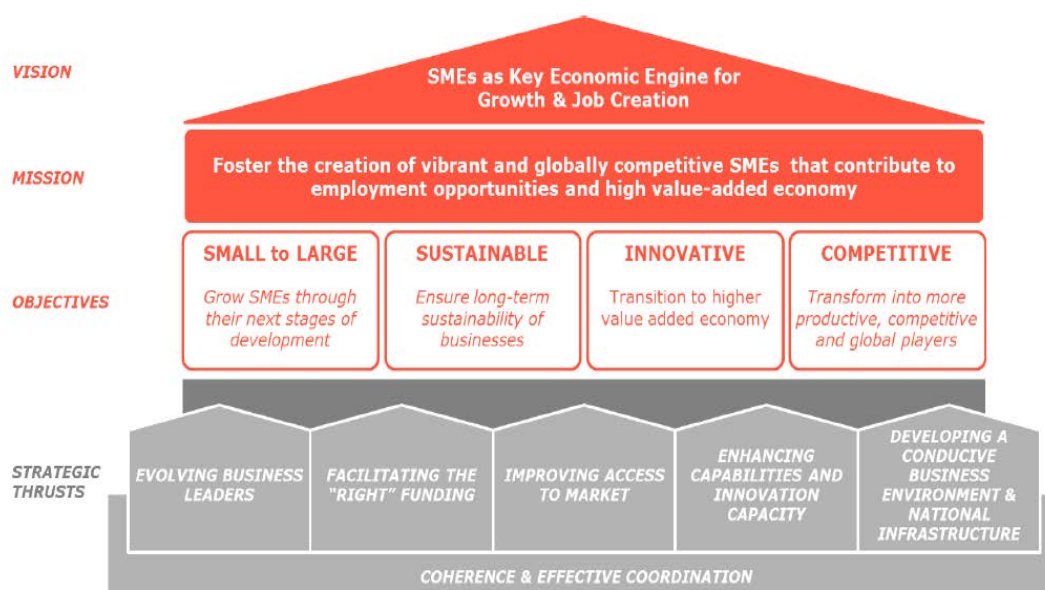 VISION
SMEs as Key Economic Engine for
Growth & Job Creation
MISSION
Foster the creation of vibrant and globally competitive SMEs that contribute to
employment opportunities and high value-added economy
OBJECTIVES
SMALL to LARGE
Grow SMEs through
their next stages of
development
SUSTAINABLE
Ensure long-term
sustainability of
businesses
INNOVATIVE
Transition to higher
value added economy
COMPETITIVE
Transform into more
productive, competitive
and global players
STRATEGIC
THRUSTS
EVOLVING BUSINESS
LEADERS
FACILITATING THE
"RIGHT" FUNDING
IMPROVING ACCESS
TO MARKET
ENHANCING
CAPABILITIES AND
INNOVATION
CAPACITY
DEVELOPING A
CONDUCIVE
BUSINESS
ENVIRONMENT &
NATIONAL
INFRASTRUCTURE
COHERENCE & EFFECTIVE COORDINATION